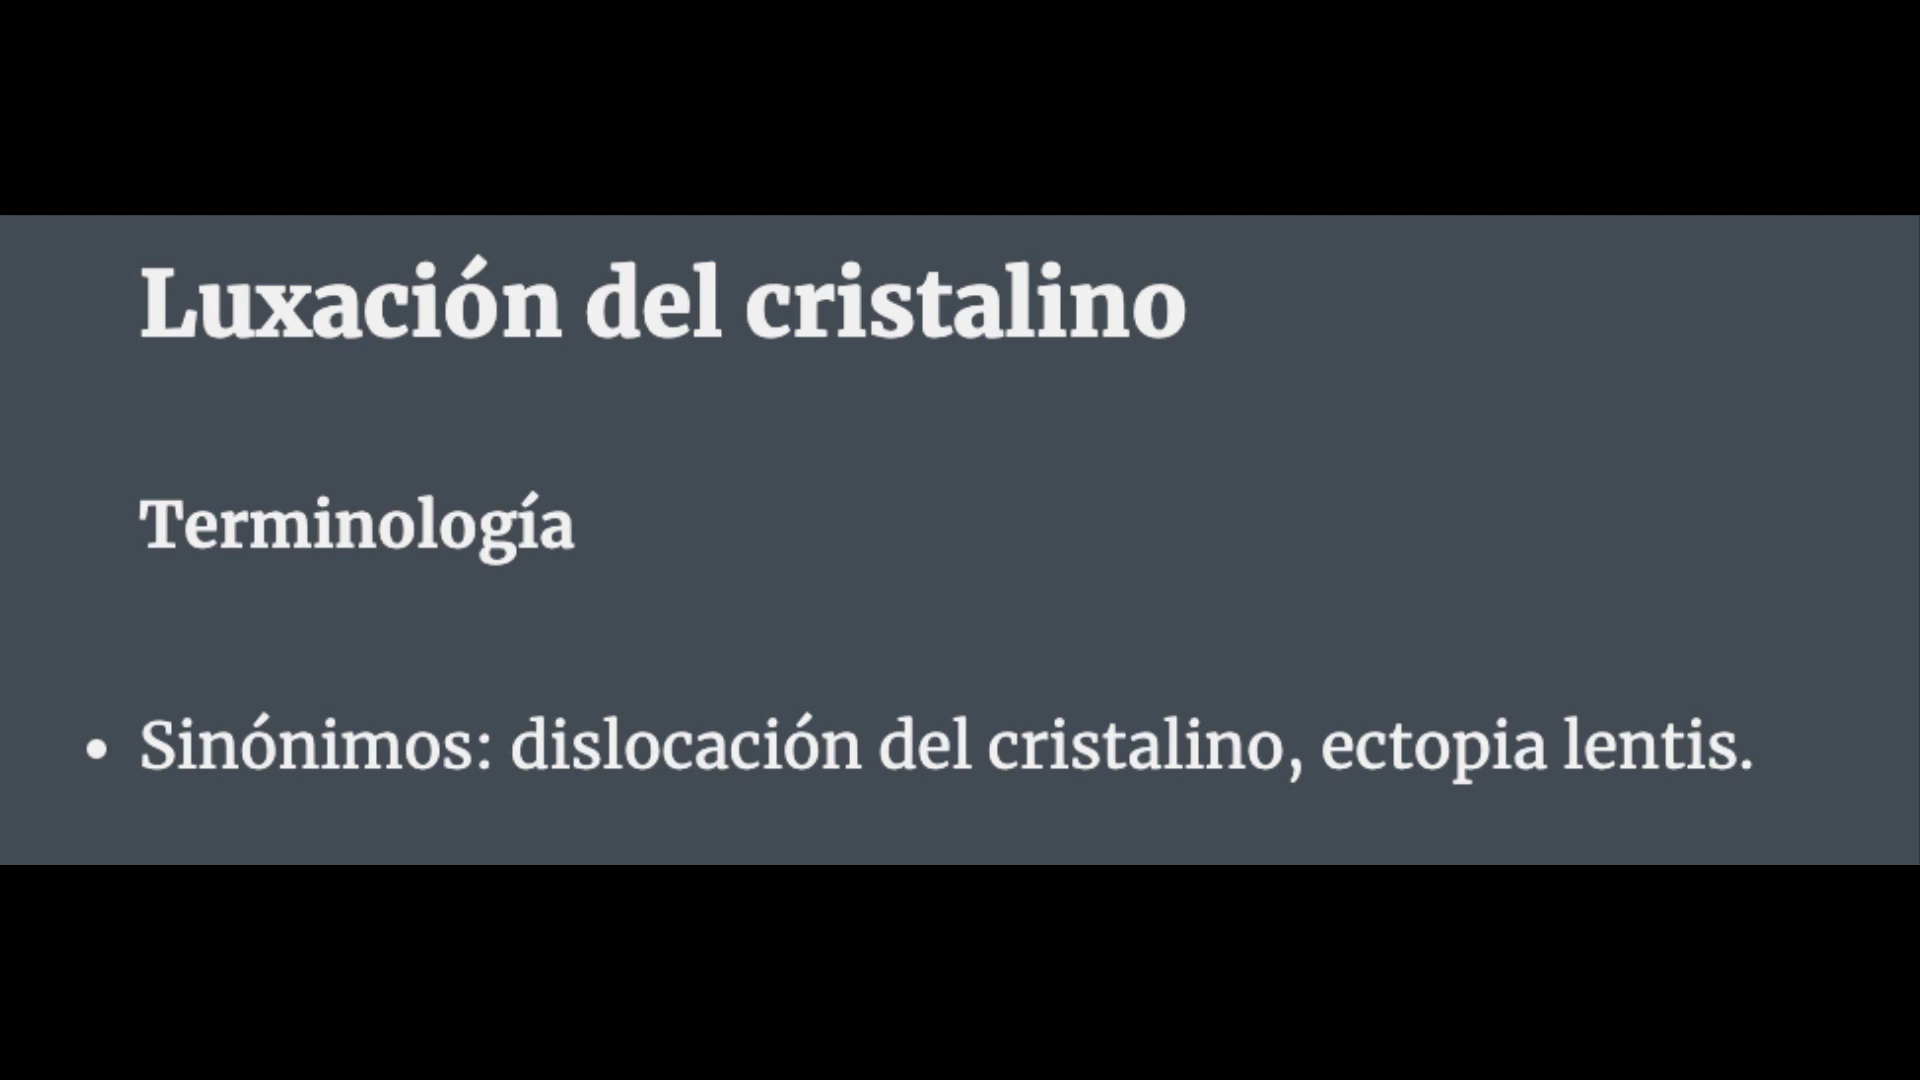 Luxación del cristalino
Terminología
• Sinónimos: dislocación del cristalino, ectopia lentis.